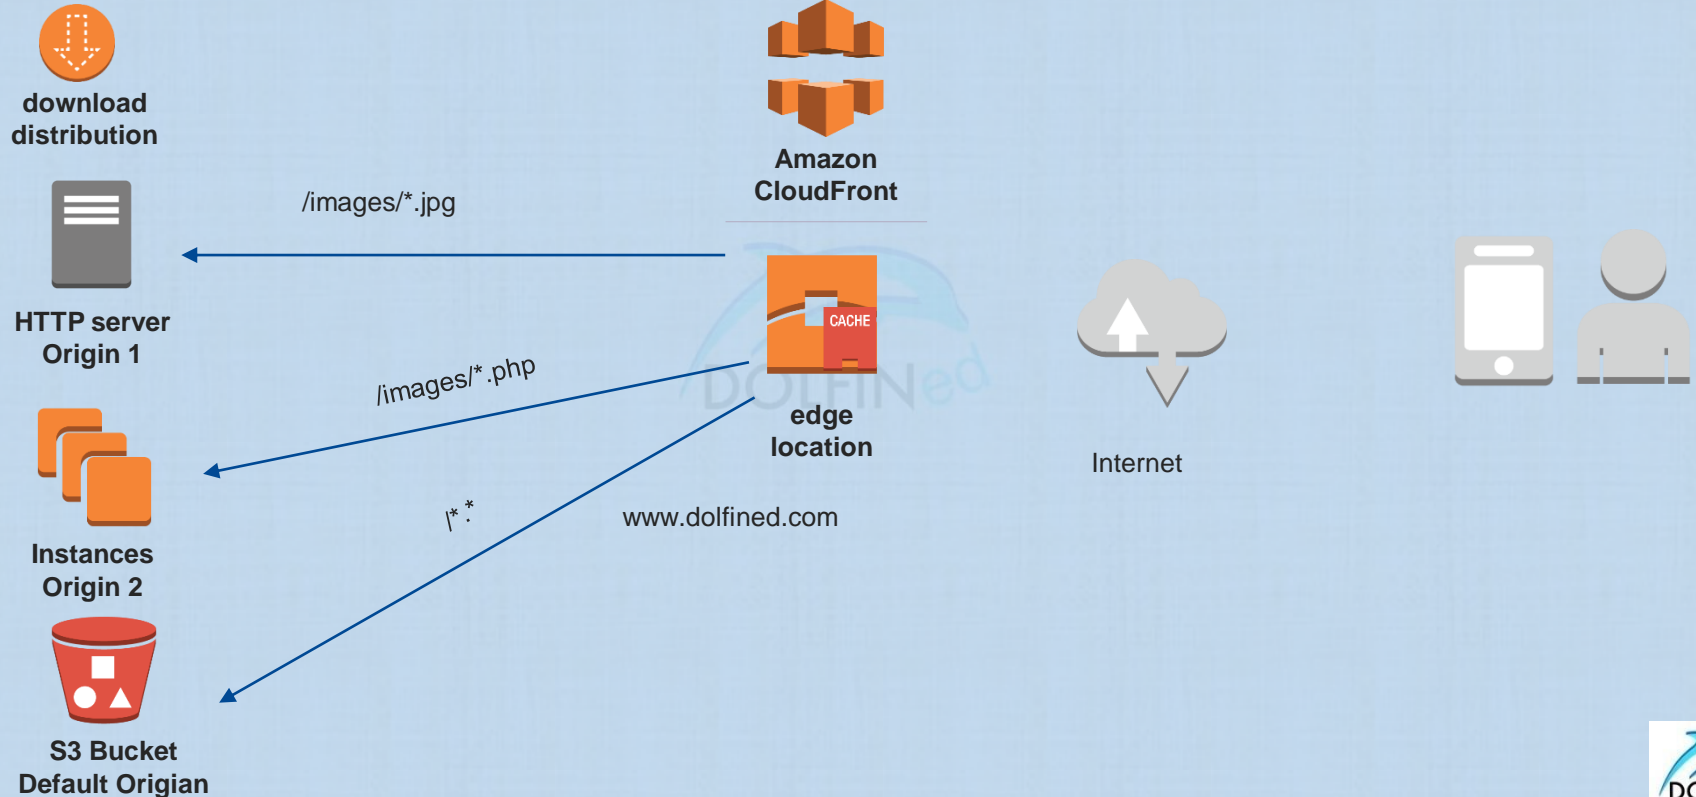 download
distribution
Amazon
CloudFront
/images/*.jpg
HTTP server
Origin 1
CACHE
/images/*.php
DOLFINed
edge
location
Internet
|*.*
www.dolfined.com
Instances
Origin 2
S3 Bucket
Default Origian